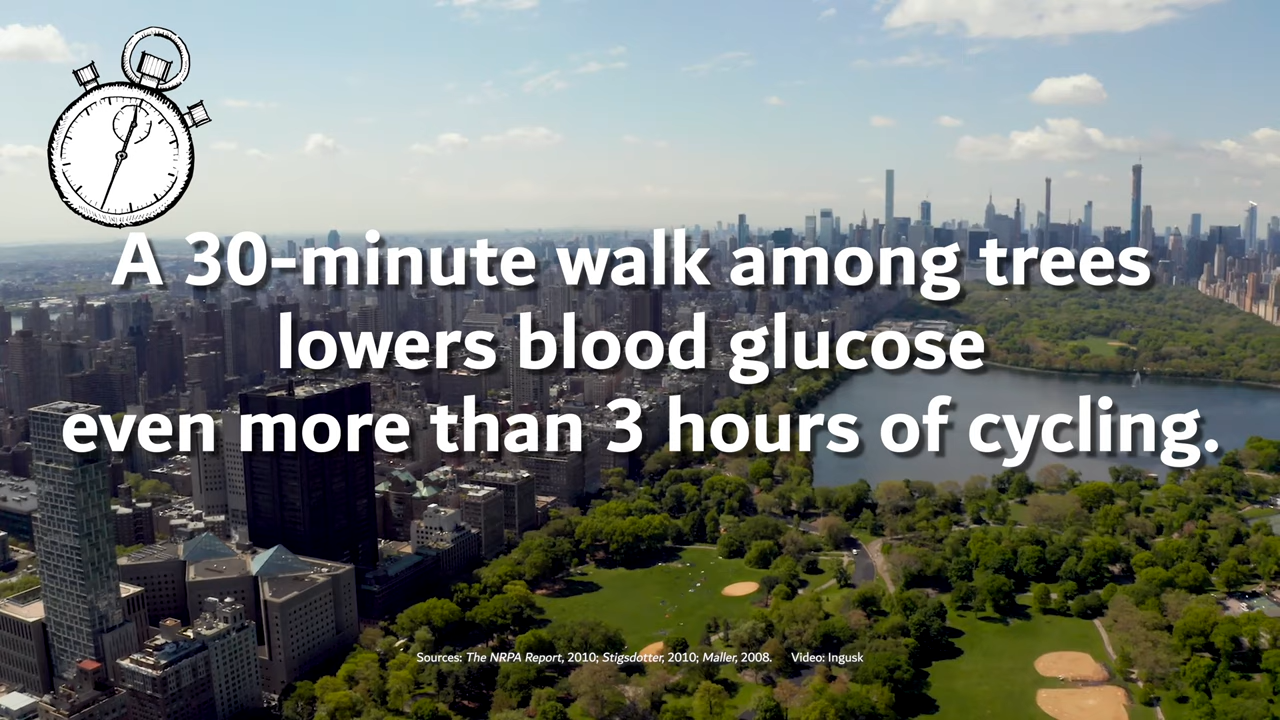 A 30-minute walk among trees
lowers blood glucose
even more than 3 hours of cycling.
Sources: The NRPA Report, 2010; Stigsdotter, 2010; Maller, 2008. Video: Ingusk